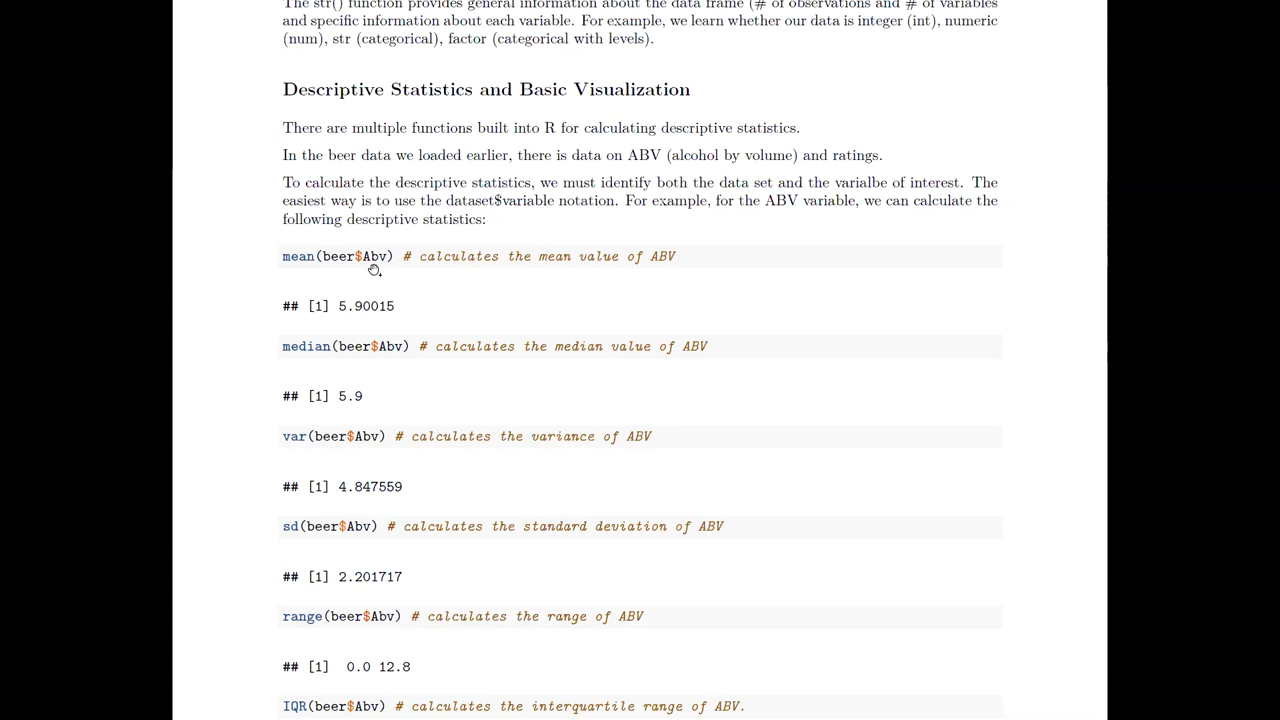 The str() function provides general information about the data frame (# of observations and # of variables
and specific information about each variable. For example, we learn whether our data is integer (int), numeric
(num), str (categorical), factor (categorical with levels).
Descriptive Statistics and Basic Visualization
There are multiple functions built into R for calculating descriptive statistics.
In the beer data we loaded earlier, there is data on ABV (alcohol by volume) and ratings.
To calculate the descriptive statistics, we must identify both the data set and the varialbe of interest. The
easiest way is to use the dataset$variable notation. For example, for the ABV variable, we can calculate the
following descriptive statistics:
mean(beer$Abv) # calculates the mean value of ABV
## [1] 5.90015
median(beer$Abv) # calculates the median value of ABV
## [1] 5.9
var(beer$Abv) # calculates the variance of ABV
## [1] 4.847559
sd(beer$Abv) # calculates the standard deviation of ABV
## [1] 2.201717
range(beer$Abv) # calculates the range of ABV
## [1] 0.0 12.8
IQR(beer$Abv) # calculates the interquartile range of ABV.